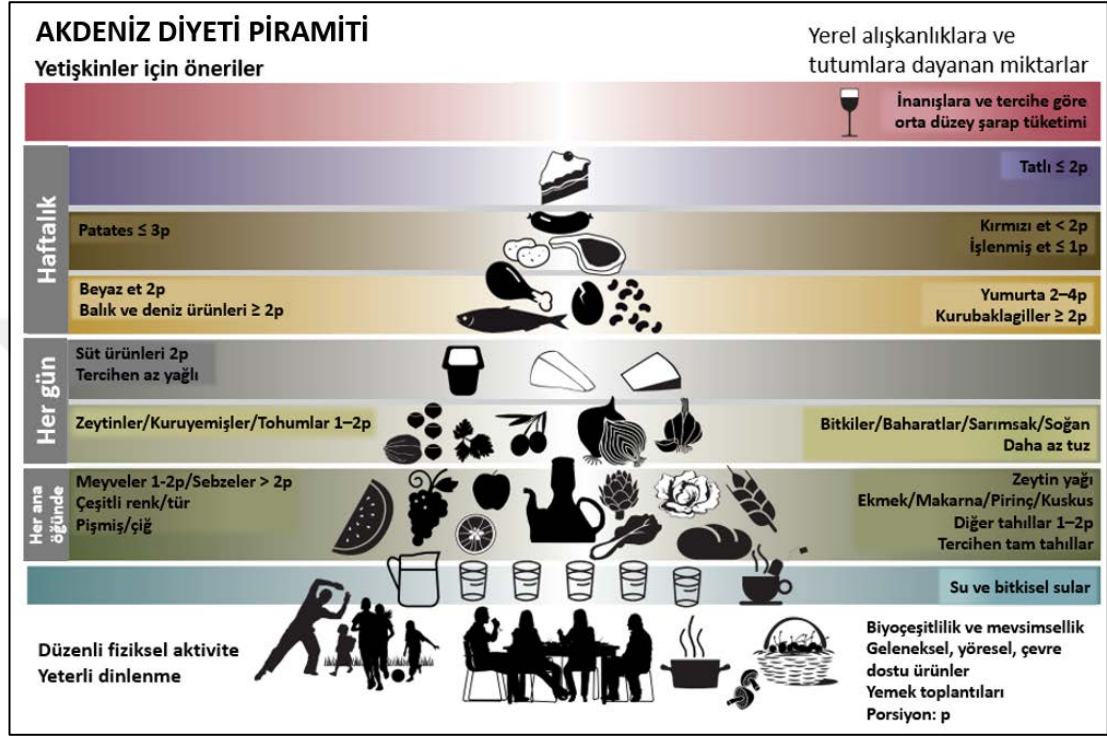 AKDENİZ DİYETİ PİRAMİTİ
Yetişkinler için öneriler
Yerel alışkanlıklara ve
tutumlara dayanan miktarlar
İnanışlara ve tercihe göre
orta düzey şarap tüketimi
Haftalık
Tatlı ≤ 2p
Patates ≤ 3p
Kırmızı et < 2p
İşlenmiş et ≤ 1p
Beyaz et 2p
Balık ve deniz ürünleri ≥ 2p
Yumurta 2–4p
Kurubaklagiller ≥ 2p
Her gün
Süt ürünleri 2p
Tercihen az yağlı
Zeytinler/Kuruyemişler/Tohumlar 1–2p
Bitkiler/Baharatlar/Sarımsak/Soğan
Daha az tuz
Her ana
öğünde
Meyveler 1-2p/Sebzeler > 2p
Çeşitli renk/tür
Pişmiş/çiğ
Zeytin yağı
Ekmek/Makarna/Pirinç/Kuskus
Diğer tahıllar 1–2p
Tercihen tam tahıllar
Su ve bitkisel sular
Düzenli fiziksel aktivite
Yeterli dinlenme
Biyoçeşitlilik ve mevsimsellik
Geleneksel, yöresel, çevre
dostu ürünler
Yemek toplantıları
Porsiyon: p